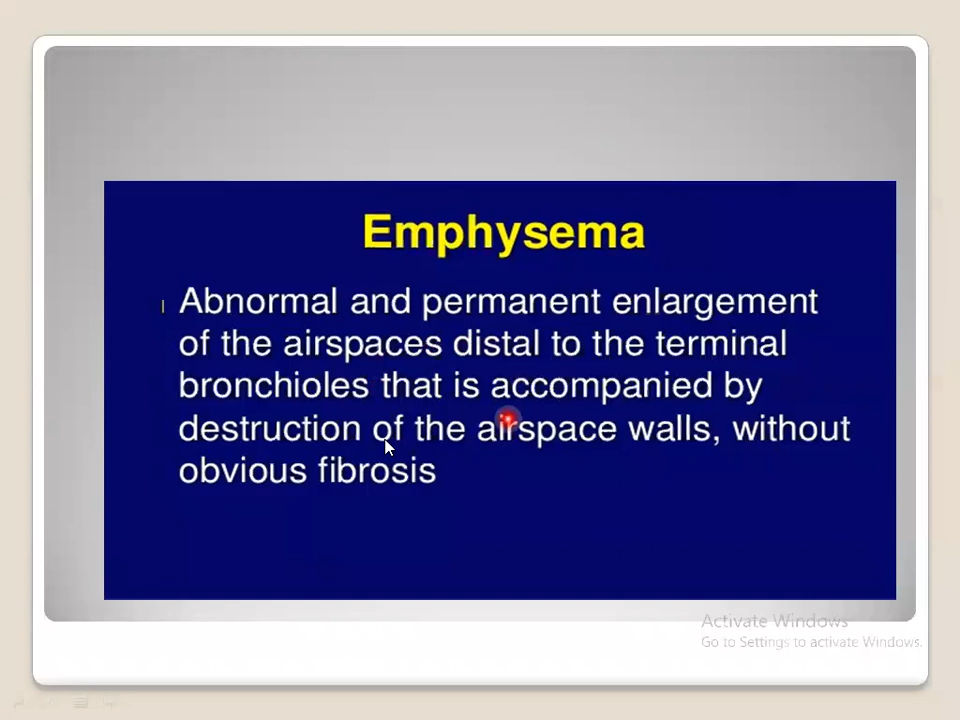 Emphysema
Abnormal and permanent enlargement
of the airspaces distal to the terminal
bronchioles that is accompanied by
destruction of the airspace walls, without
obvious fibrosis
Activate Windows
Go to Settings to activate Windows.